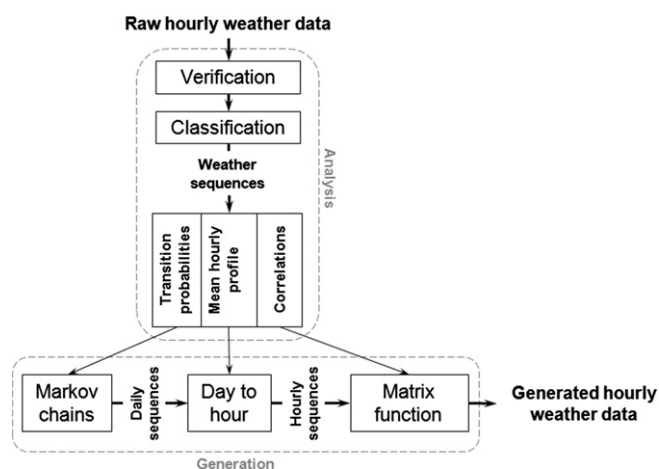 Raw hourly weather data
Verification
Classification
Weather
sequences
Analysis
Transition
probabilities
Mean hourly
profile
Correlations
Markov
chains
Daily
sequences
Day to
hour
Hourly
sequences
Matrix
function
Generated hourly
weather data
Generation